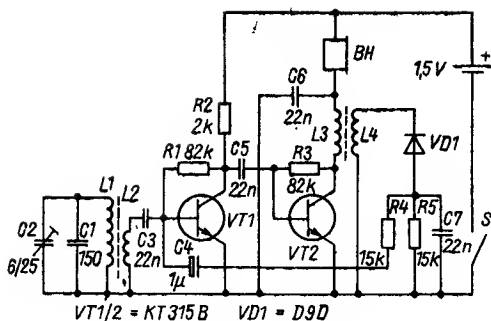 C6
22n
BH
1,5V
+
R2
2k
L3
L4
VD1
R1 82k
C5
22n
R3
82k
L1
L2
C2
6/25
C1
150
C3
22n
VT1
VT2
C4
1μ
R4
15k
R5
15k
C7
22n
S
VT1/2 = KT315B VD1 = D9D